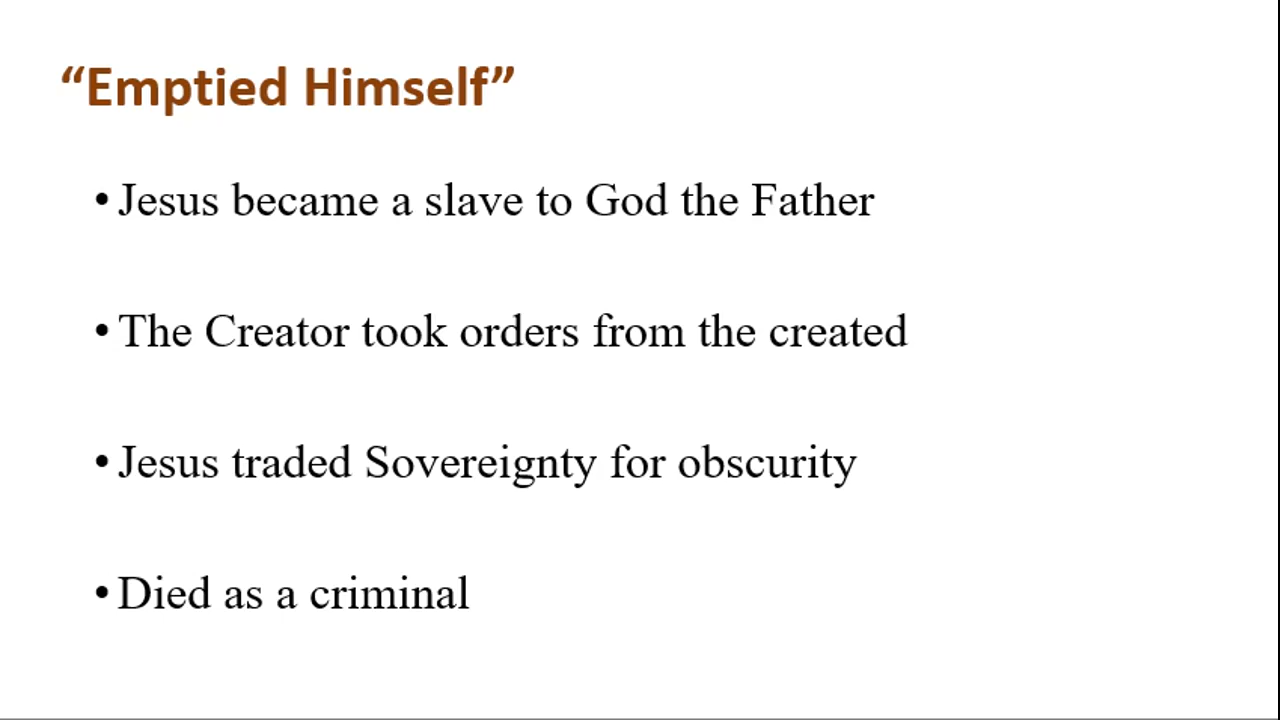 “Emptied Himself”
• Jesus became a slave to God the Father
• The Creator took orders from the created
• Jesus traded Sovereignty for obscurity
• Died as a criminal